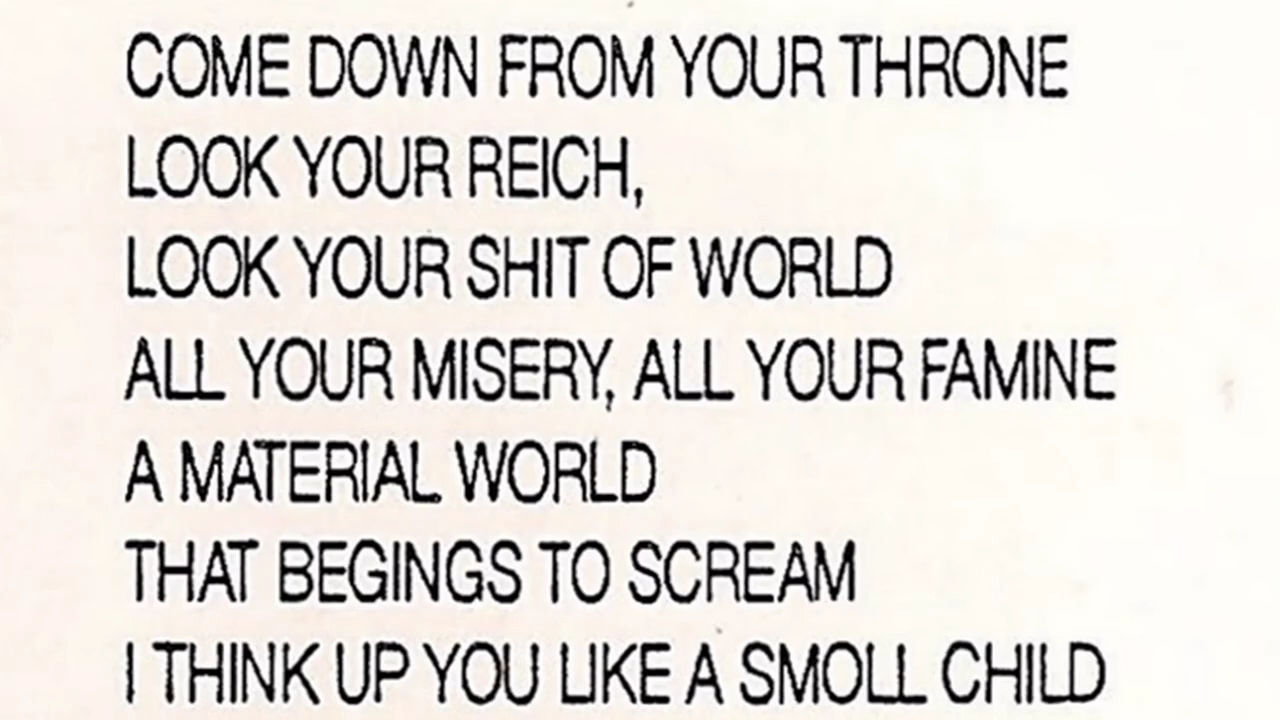 COME DOWN FROM YOUR THRONE
LOOK YOUR REICH,
LOOK YOUR SHIT OF WORLD
ALL YOUR MISERY, ALL YOUR FAMINE
A MATERIAL WORLD
THAT BEGINGS TO SCREAM
I THINK UP YOU LIKE A SMOLL CHILD